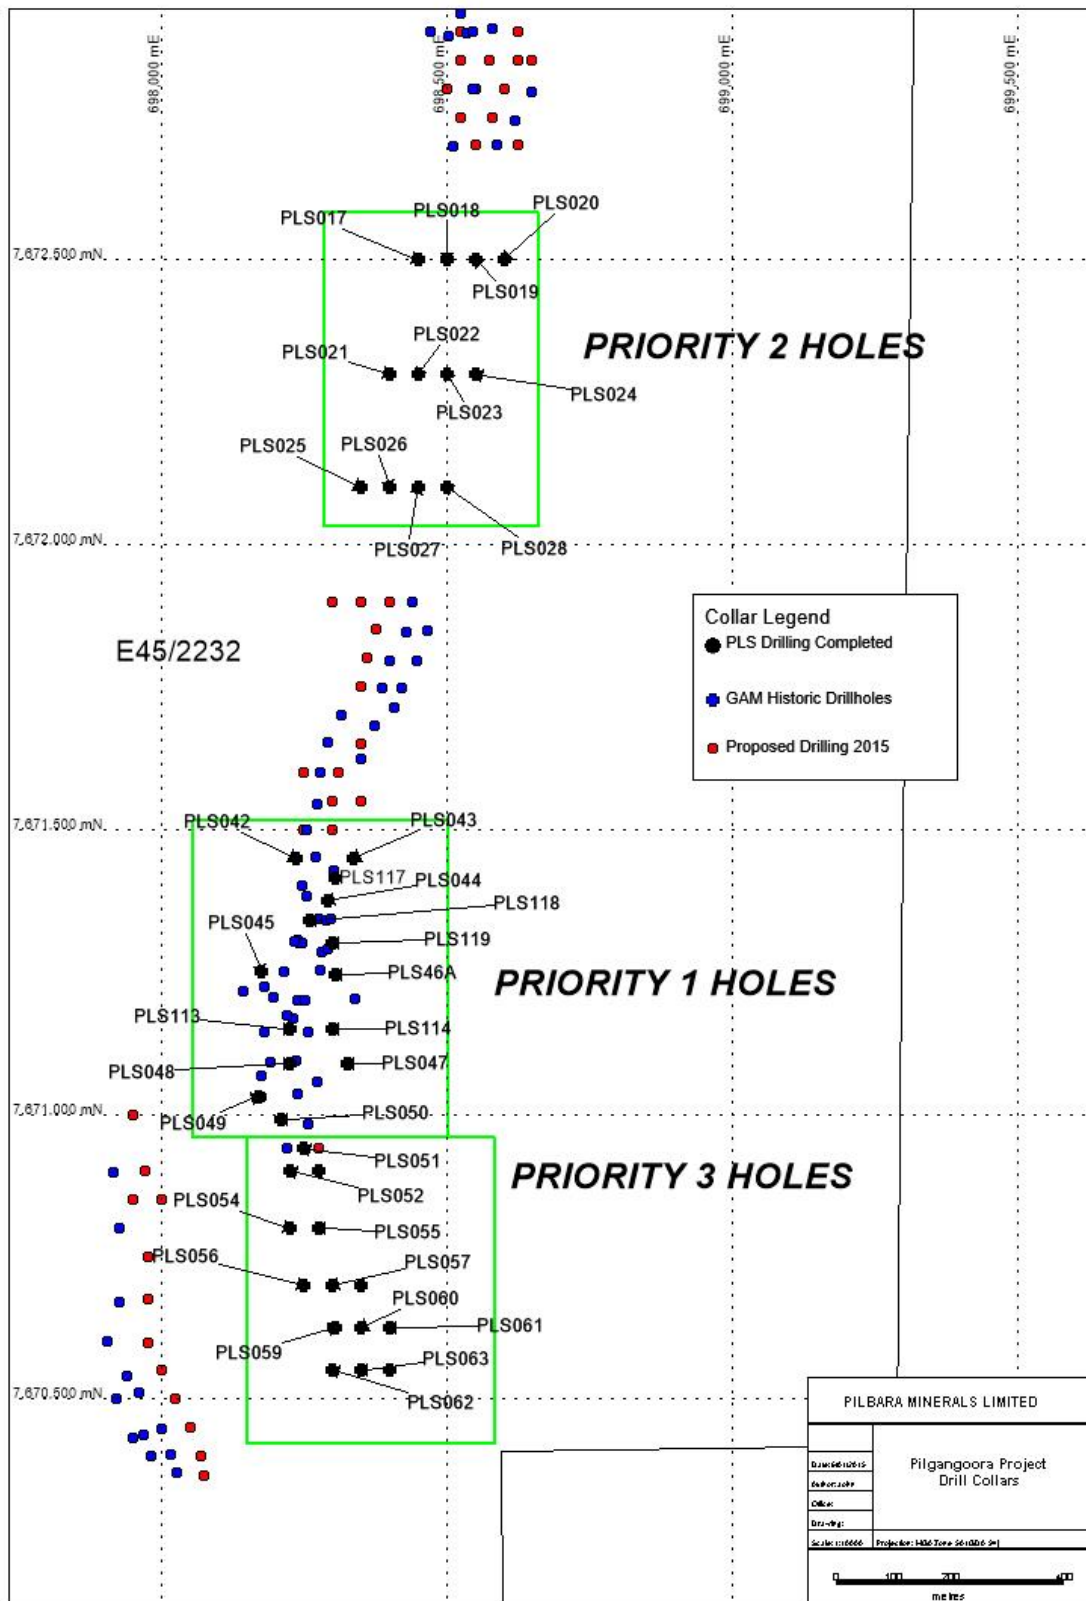 698,000 mE
698,500 mE
699,000 mE
699,500 mE
PLS017
PLS018
PLS020
7,672,500 mN
PLS019
PLS021
PLS022
PRIORITY 2 HOLES
PLS024
PLS023
PLS025
PLS026
PLS027
PLS028
7,672,000 mN
E45/2232
Collar Legend
PLS Drilling Completed
GAM Historic Drillholes
Proposed Drilling 2015
7,671,500 mN
PLS042
PLS043
PLS117
PLS044
PLS118
PLS045
PLS119
PLS46A
PRIORITY 1 HOLES
PLS113
PLS114
PLS048
PLS047
7,671,000 mN
PLS049
PLS050
PLS051
PRIORITY 3 HOLES
PLS052
PLS054
PLS055
PLS056
PLS057
PLS060
PLS061
PLS059
PLS063
PLS062
7,670,500 mN
PILBARA MINERALS LIMITED
Pilgangoora Project
Drill Collars
0 100 200 400
metres